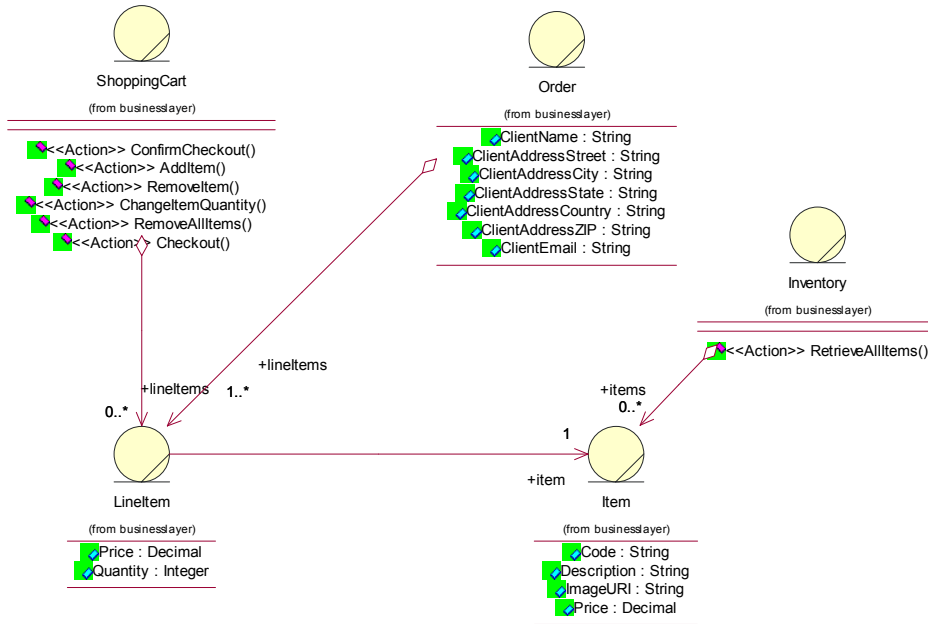 ShoppingCart
(from businesslayer)
<<Action>> ConfirmCheckout()
<<Action>> AddItem()
<<Action>> RemoveItem()
<<Action>> ChangeItemQuantity()
<<Action>> RemoveAllItems()
<<Action>> Checkout()
Order
(from businesslayer)
ClientName : String
ClientAddressStreet : String
ClientAddressCity : String
ClientAddressState : String
ClientAddressCountry : String
ClientAddressZIP : String
ClientEmail : String
Inventory
(from businesslayer)
<<Action>> RetrieveAllItems()
+lineItems
0..*
+lineItems
1..*
+items
0..*
1
+item
LineItem
(from businesslayer)
Price : Decimal
Quantity : Integer
Item
(from businesslayer)
Code : String
Description : String
ImageURI : String
Price : Decimal